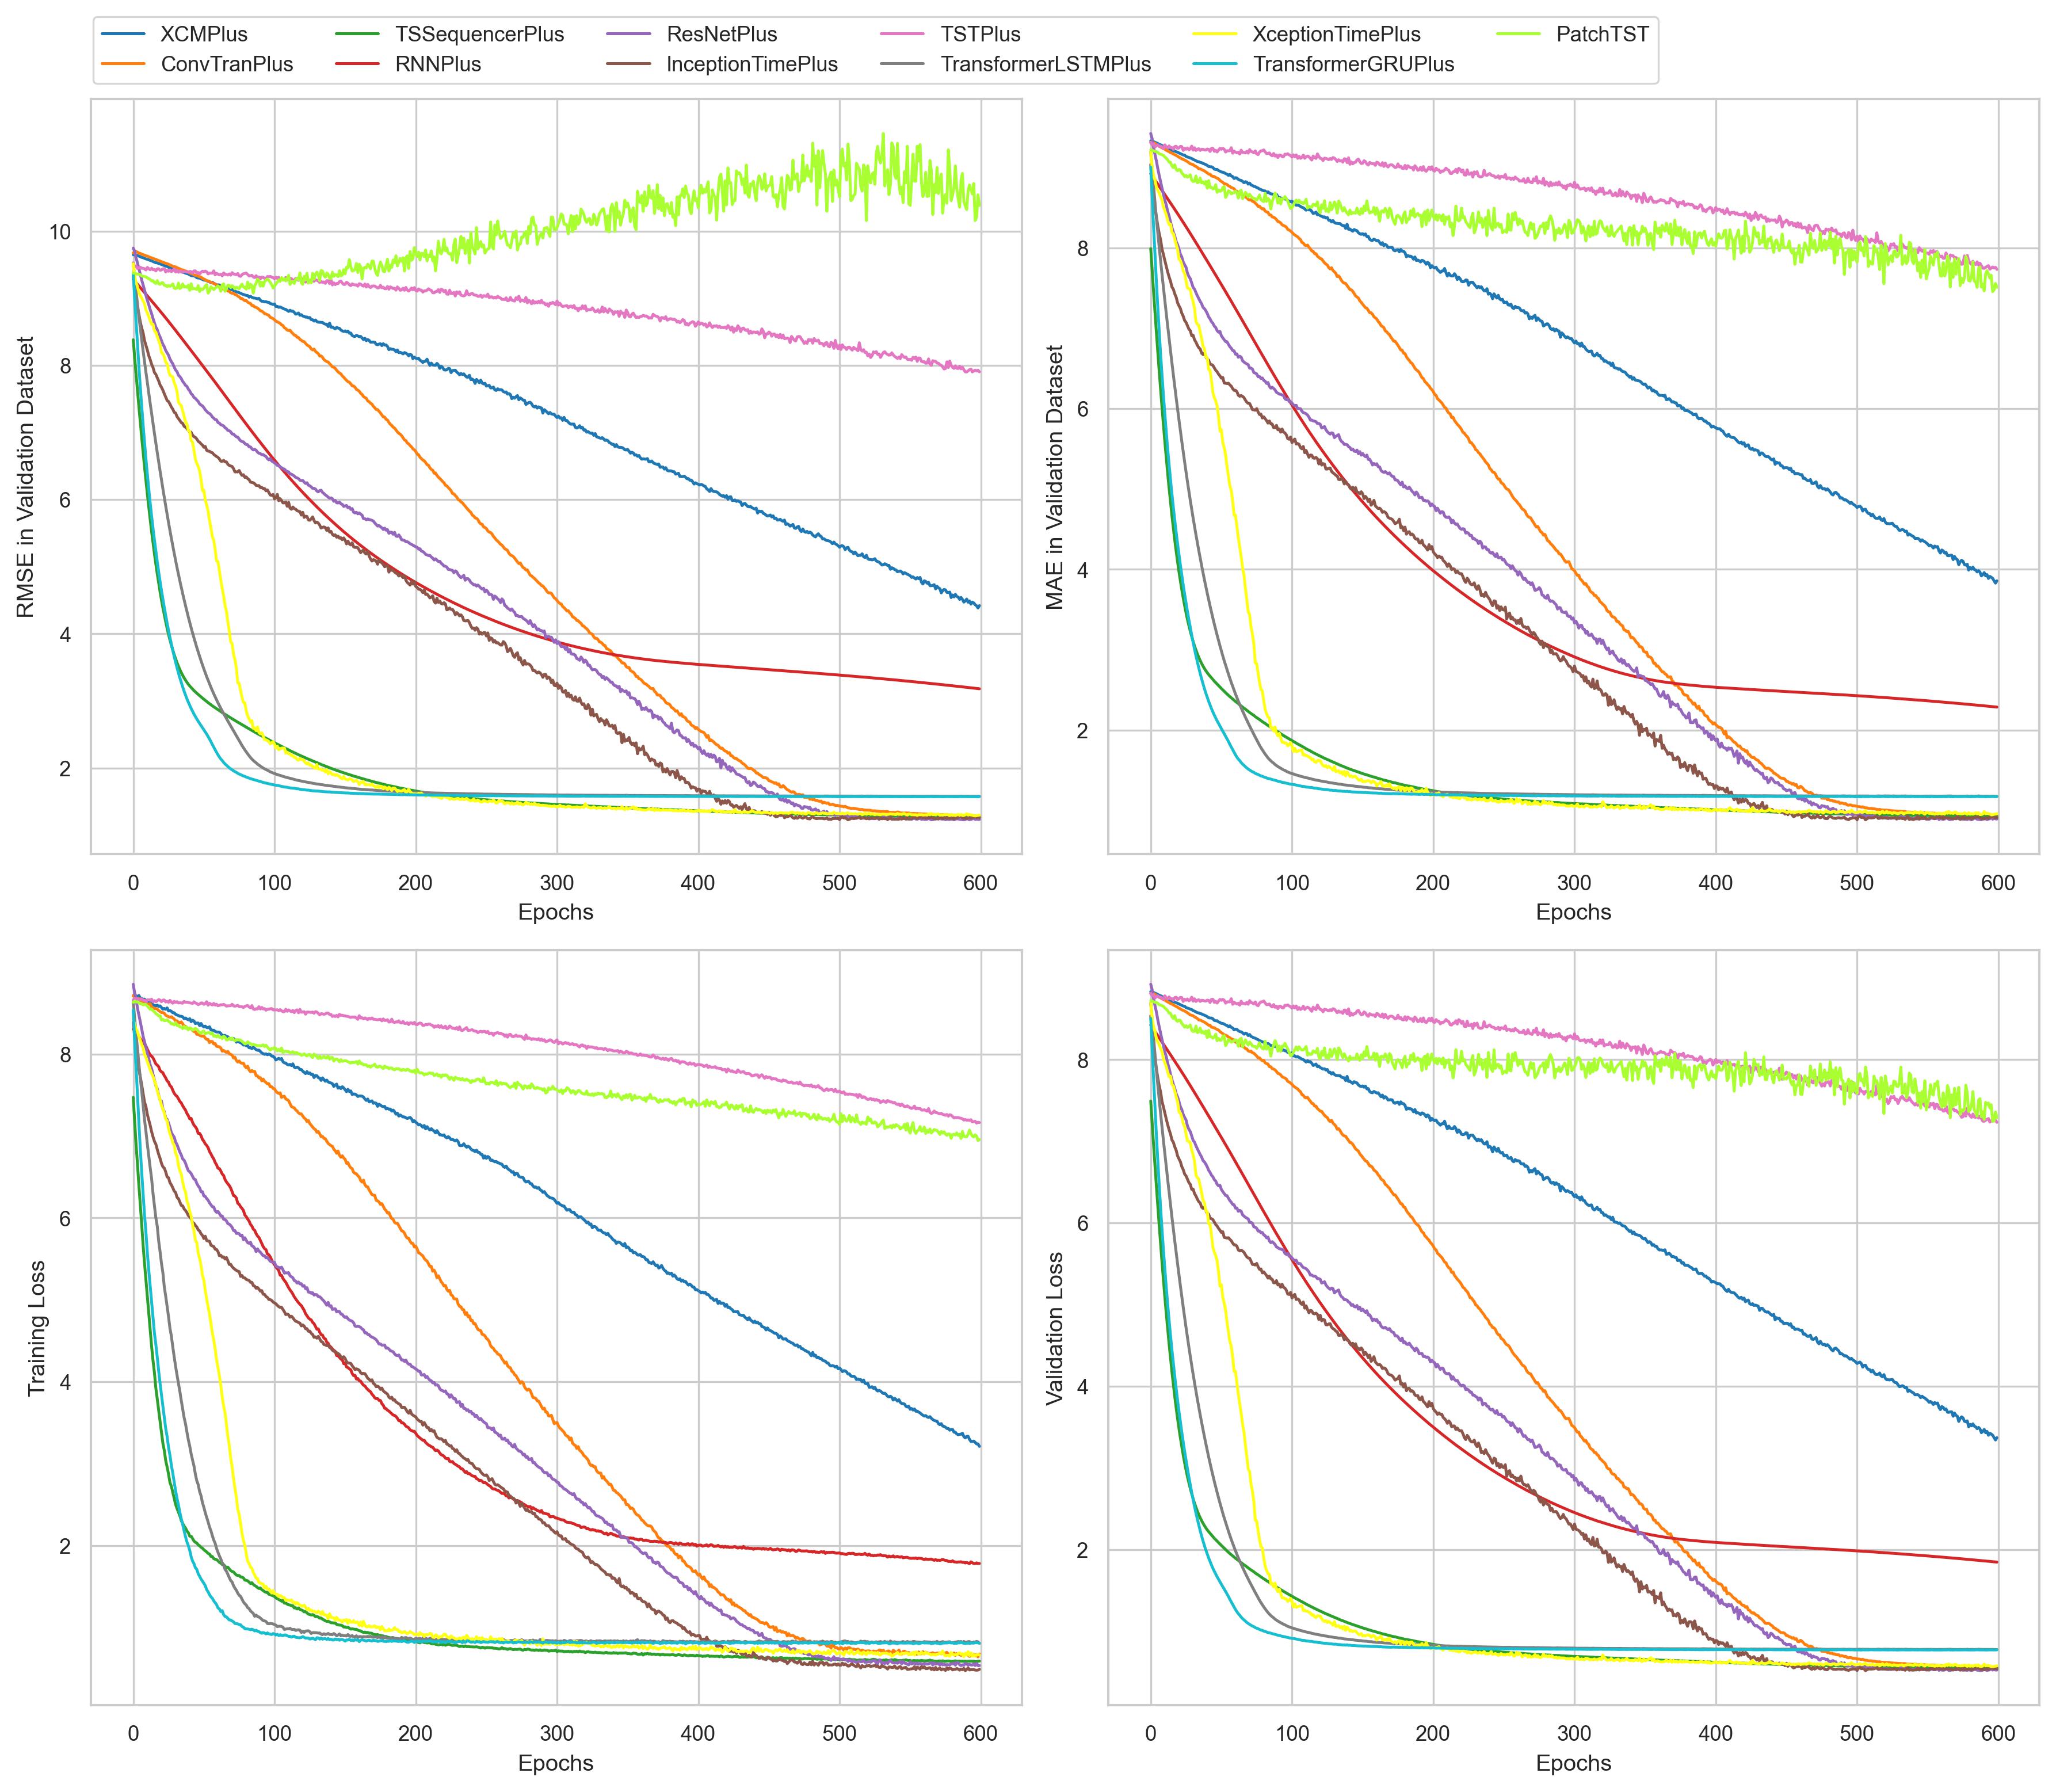 XCMPlus TSSequencerPlus ResNetPlus TSTPlus XceptionTimePlus PatchTST
ConvTranPlus RNNPlus InceptionTimePlus TransformerLSTMPlus TransformerGRUPlus
RMSE in Validation Dataset
10
8
6
4
2
0 100 200 300 400 500 600
Epochs
MAE in Validation Dataset
8
6
4
2
0 100 200 300 400 500 600
Epochs
Training Loss
8
6
4
2
0 100 200 300 400 500 600
Epochs
Validation Loss
8
6
4
2
0 100 200 300 400 500 600
Epochs